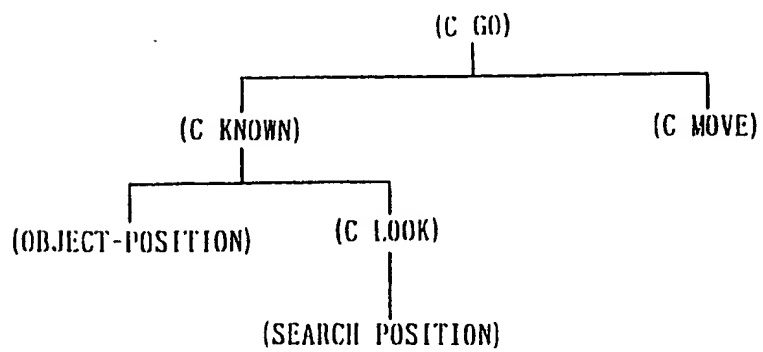 (C GO)
(C KNOWN)
(C MOVE)
(OBJECT-POSITION)
(C LOOK)
(SEARCH POSITION)